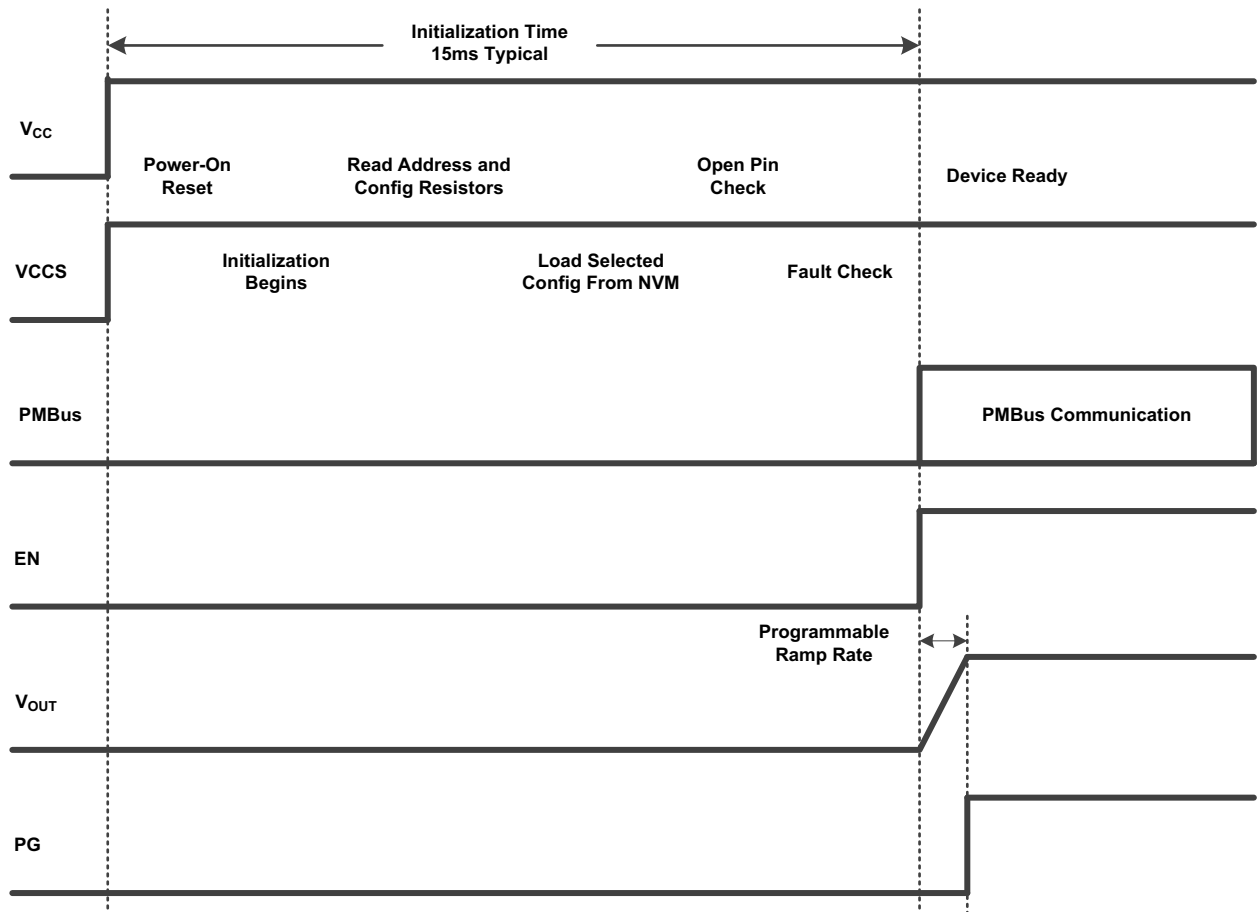 Initialization Time
15ms Typical
VCC
Power-On
Reset
Read Address and
Config Resistors
Open Pin
Check
Device Ready
VCCS
Initialization
Begins
Load Selected
Config From NVM
Fault Check
PMBus
PMBus Communication
EN
Programmable
Ramp Rate
VOUT
PG